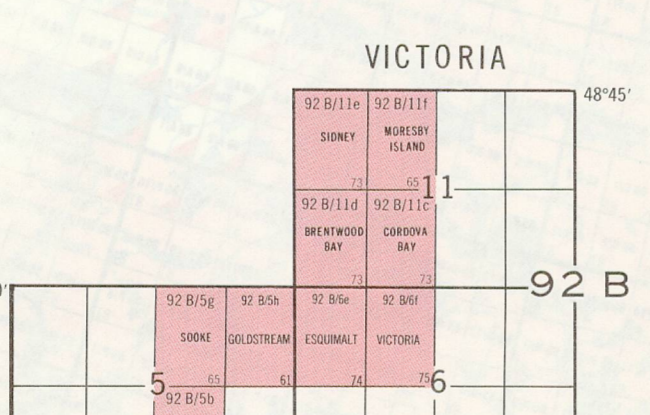 VICTORIA
48°45′
92 B/11e
92 B/11f
SIDNEY
MORESBY
ISLAND
73
65
11
92 B/11d
92 B/11c
BRENTWOOD
BAY
CORDOVA
BAY
73
73
92 B
92 B/5g
92 B/5h
92 B/6e
92 B/6f
SOOKE
GOLDSTREAM
ESQUIMALT
VICTORIA
65
61
74
75
5
6
92 B/5b